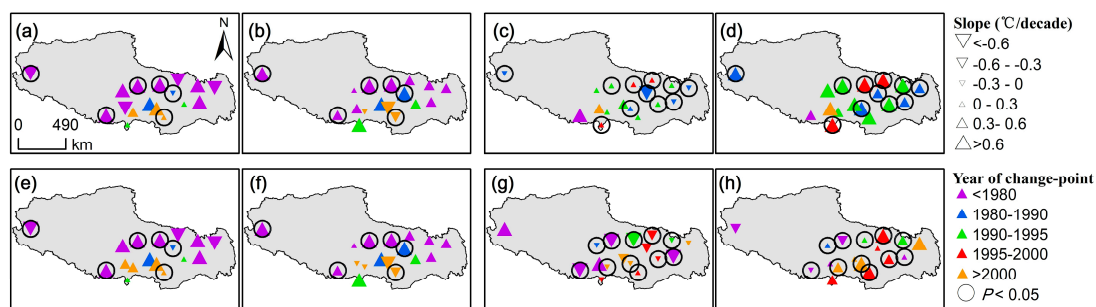 (a)
N
(b)
(c)
(d)
0 490
km
Slope (℃/decade)
<-0.6
-0.6 - -0.3
-0.3 - 0
0 - 0.3
0.3- 0.6
>0.6
(e)
(f)
(g)
(h)
Year of change-point
<1980
1980-1990
1990-1995
1995-2000
>2000
P< 0.05